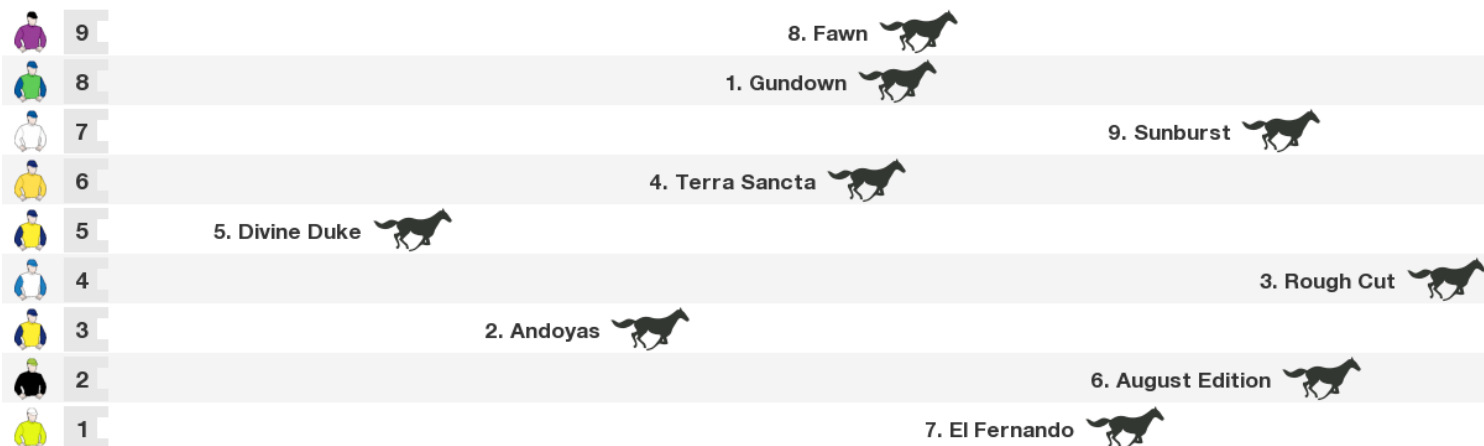 9 8. Fawn
8 1. Gundown
7 9. Sunburst
6 4. Terra Sancta
5 5. Divine Duke
4 3. Rough Cut
3 2. Andoyas
2 6. August Edition
1 7. El Fernando